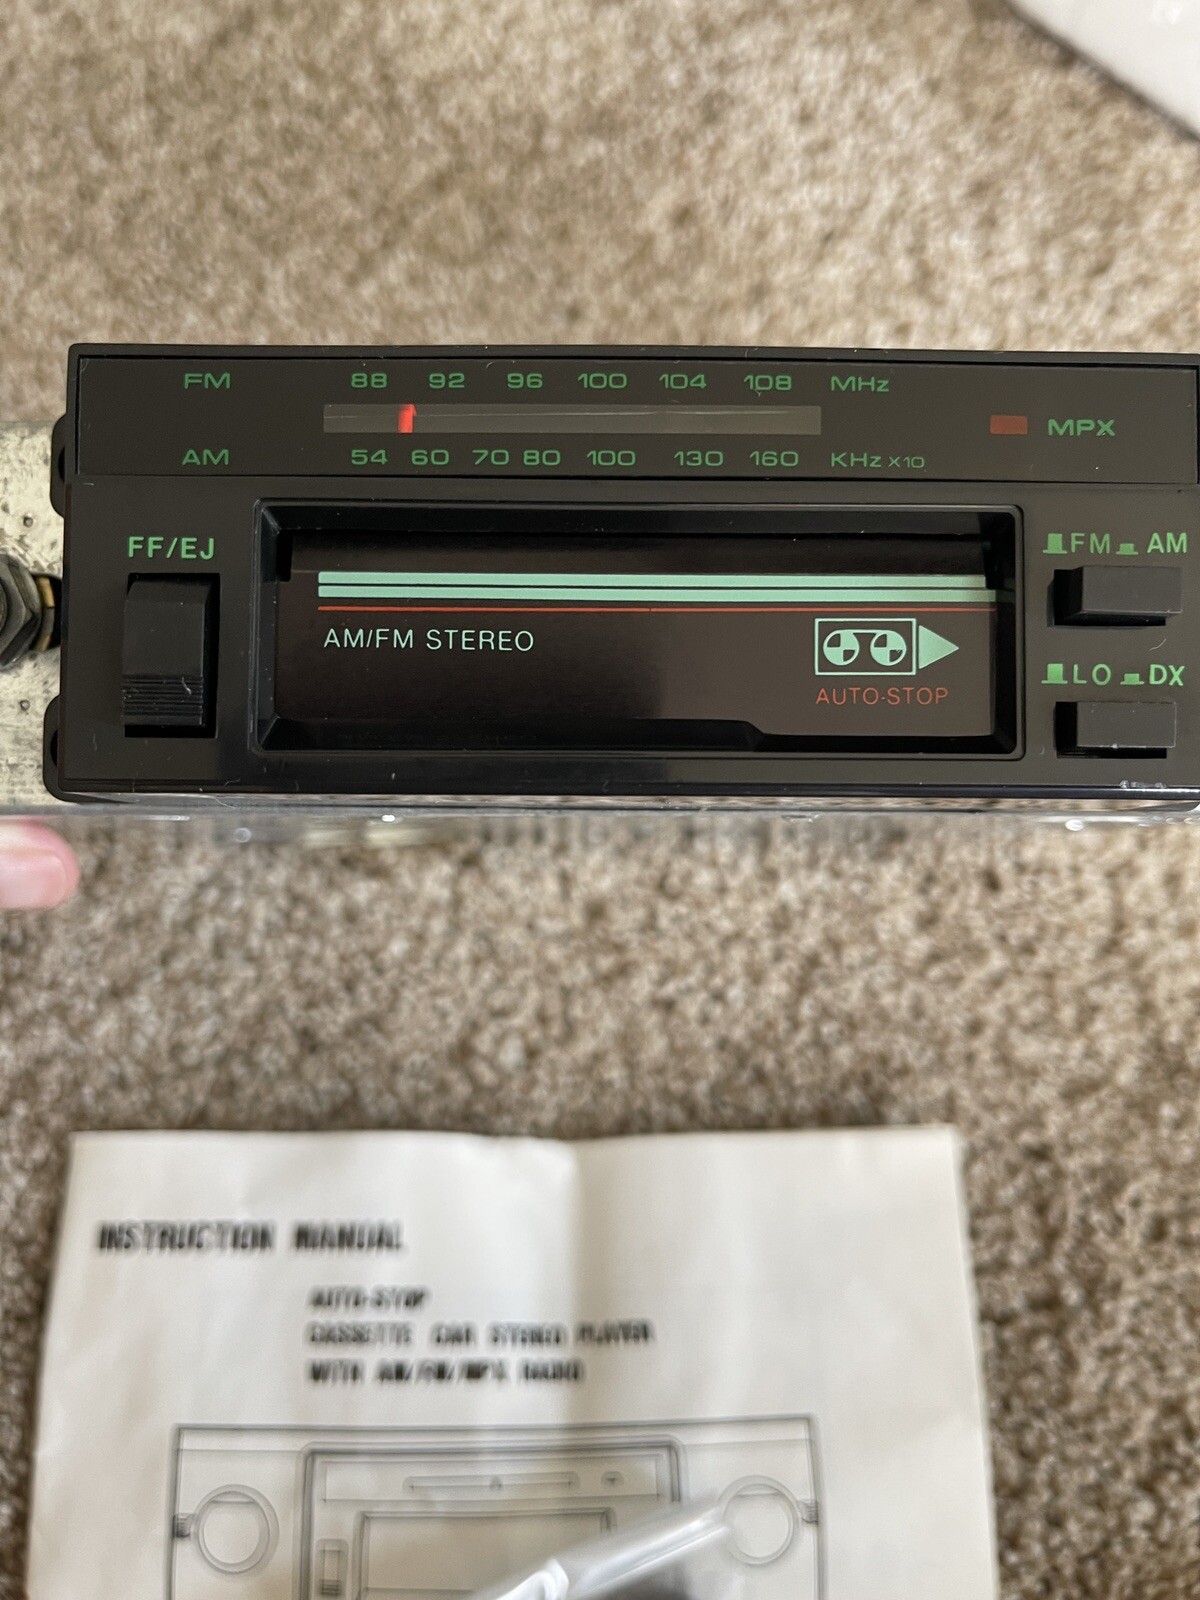 FM 88 92 96 100 104 108 MHz
MPX
AM 54 60 70 80 100 130 160 KHz x10
FF/EJ
FM AM
AM/FM STEREO
AUTO-STOP
LO DX
INSTRUCTION MANUAL
AUTO-STOP
CASSETTE CAR STEREO PLAYER
WITH AM/FM/MPX RADIO